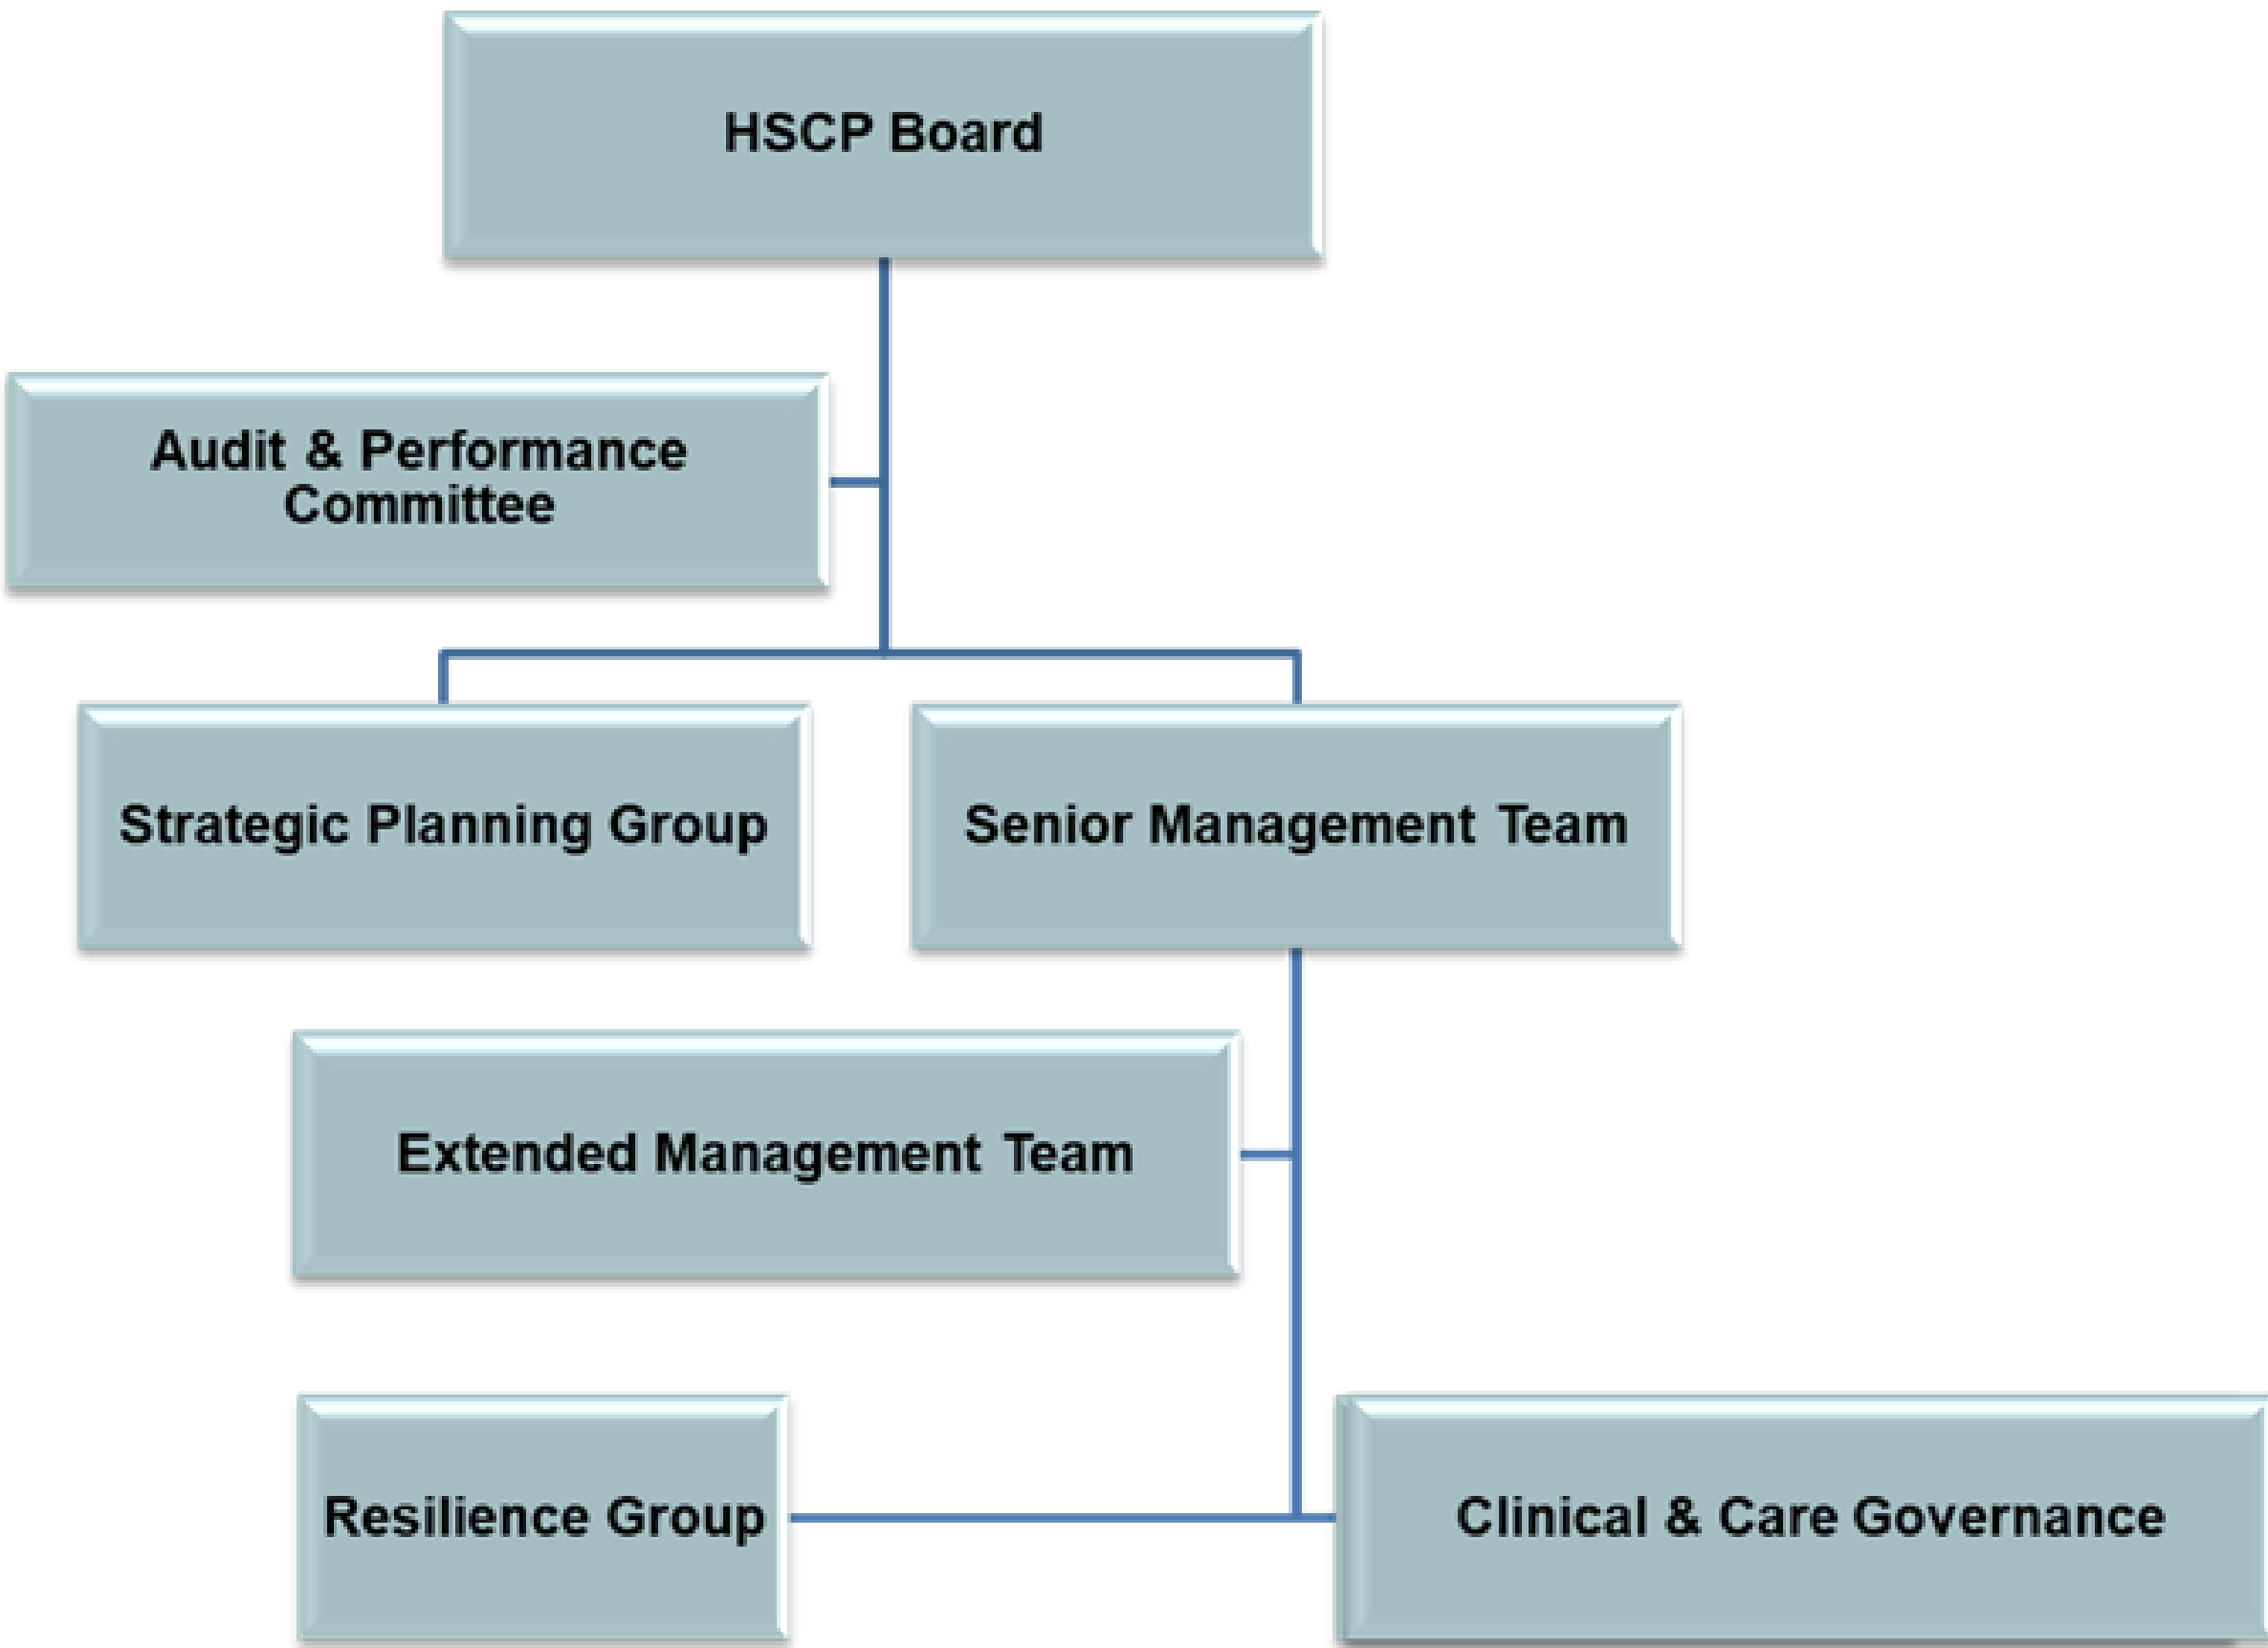 HSCP Board
Audit & Performance
Committee
Strategic Planning Group
Senior Management Team
Extended Management Team
Resilience Group
Clinical & Care Governance